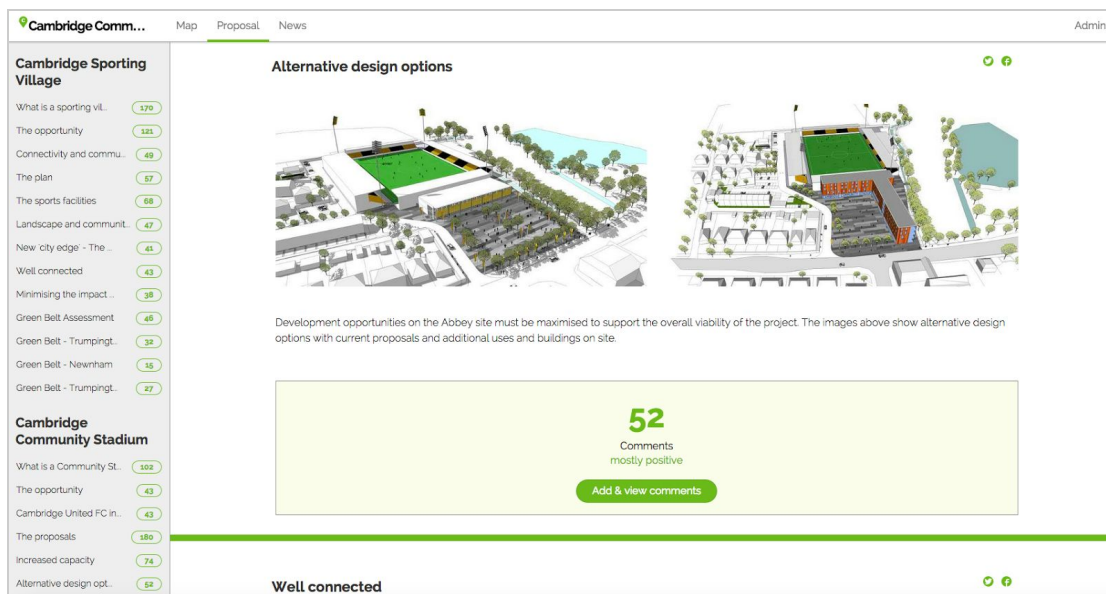 Cambridge Comm...
Map
Proposal
News
Admin
Cambridge Sporting
Village
What is a sporting vil... 170
The opportunity 121
Connectivity and commu... 49
The plan 57
The sports facilities 68
Landscape and communit... 47
New 'city edge' - The ... 41
Well connected 43
Minimising the impact ... 38
Green Belt Assessment 46
Green Belt - Trumpingt... 32
Green Belt - Newnham 15
Green Belt - Trumpingt... 27
Cambridge
Community Stadium
What is a Community St... 102
The opportunity 43
Cambridge United FC in... 43
The proposals 180
Increased capacity 74
Alternative design opt... 52
Alternative design options
Development opportunities on the Abbey site must be maximised to support the overall viability of the project. The images above show alternative design
options with current proposals and additional uses and buildings on site.
52
Comments
mostly positive
Add & view comments
Well connected